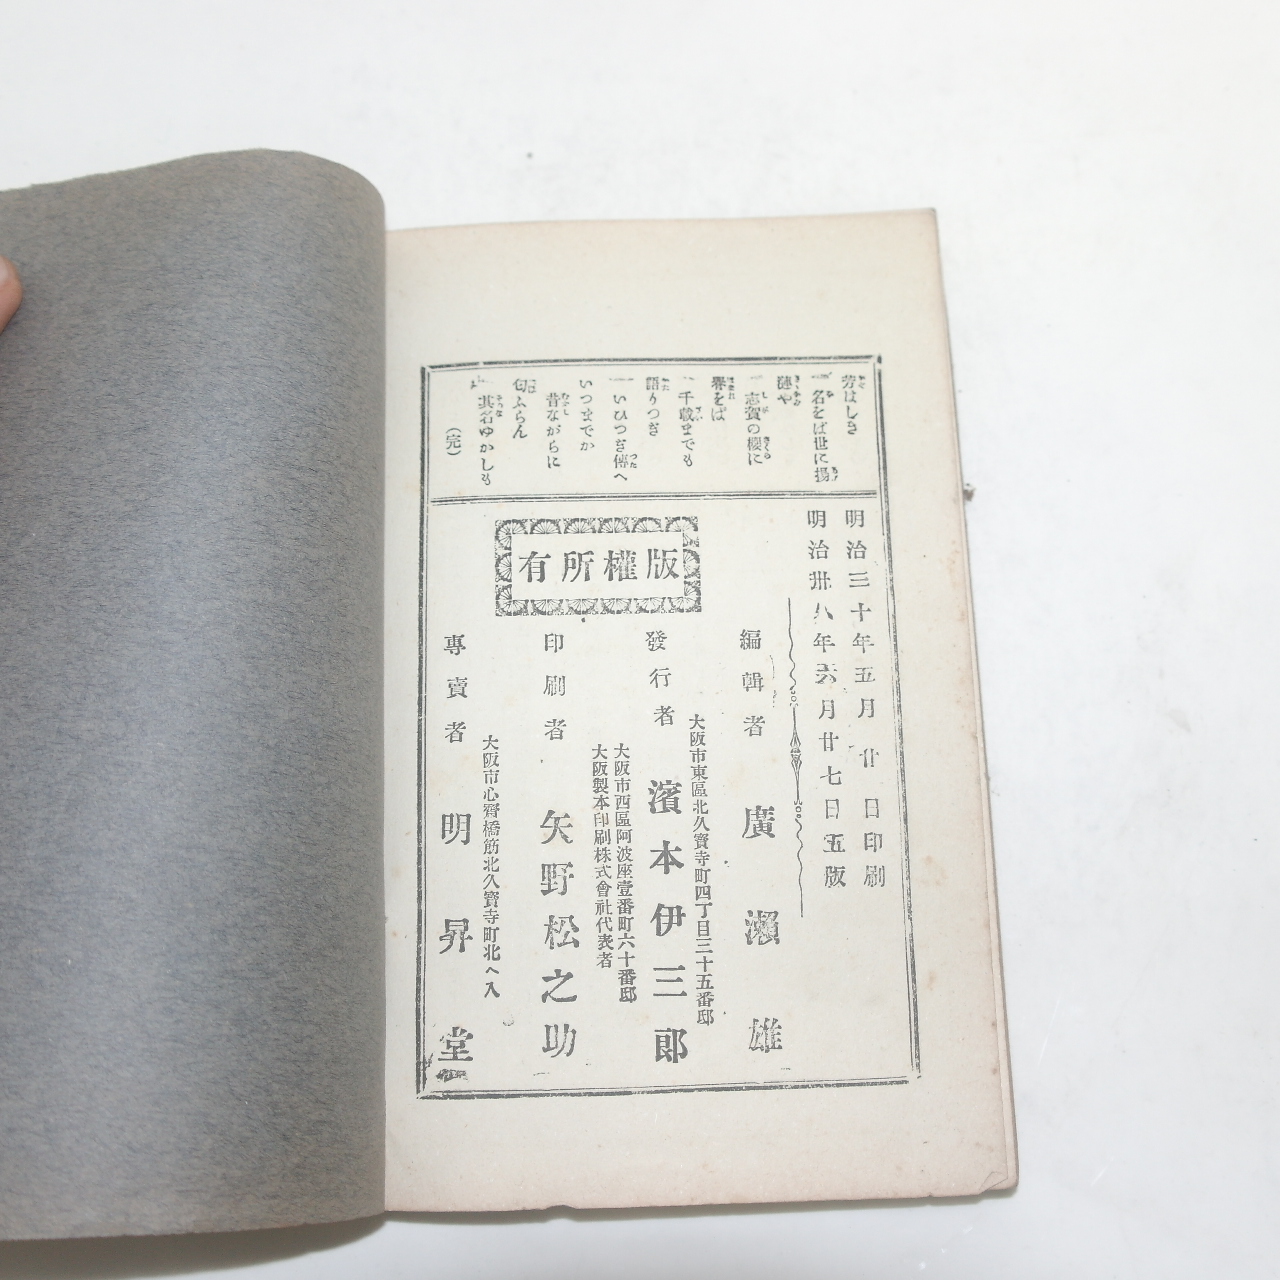 芳ばしき
一 名をば世に揚
漣や
一 志賀の櫻に
譽をば
一 千載までも
語りつぎ
一 いひつぎ傳へ
いつまでか
昔ながらに
匂ふらん
其名ゆかしも
(完)
明治三十年五月廿日印刷
明治卅八年六月廿七日五版
版權所有
編輯者 廣瀬雄
大阪市東區北久寶寺町四丁目三十五番邸
發行者 濱本伊三郎
大阪市西區阿波座壹番町六十番邸
大阪製本印刷株式會社代表者
印刷者 矢野松之助
大阪市心齋橋筋北久寶寺町北へ入
專賣者 明昇堂